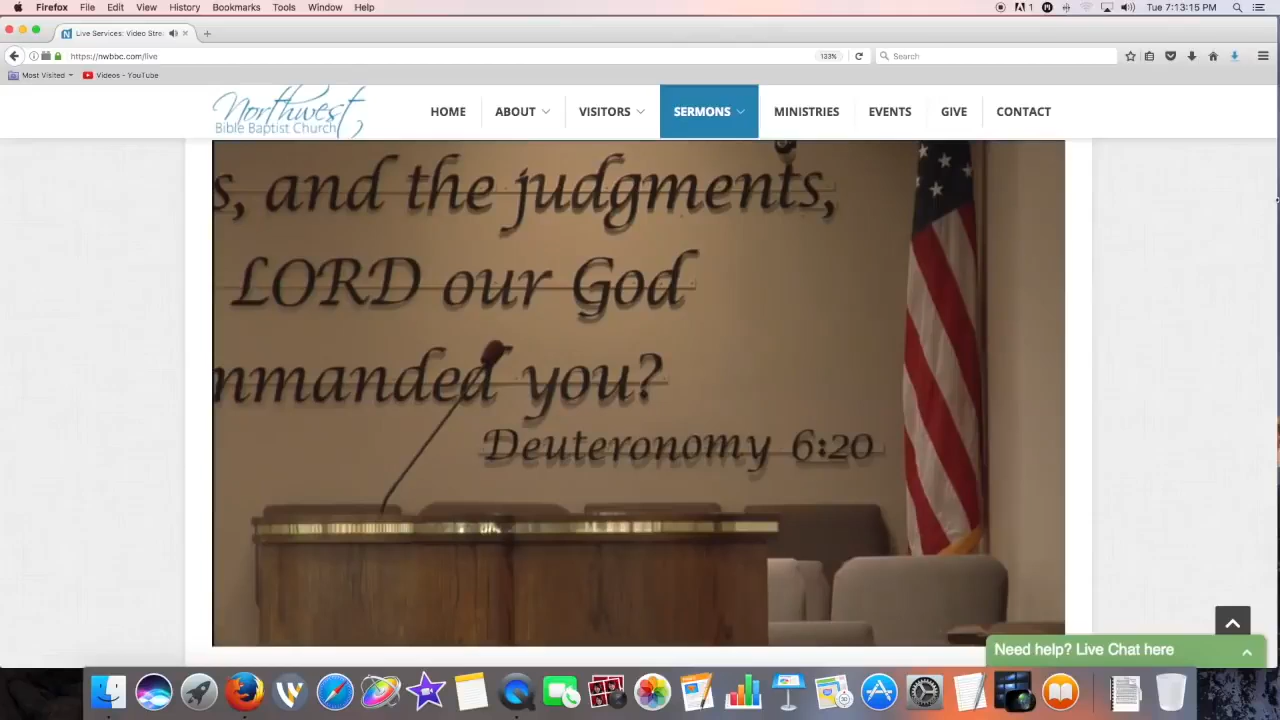 Firefox File Edit View History Bookmarks Tools Window Help
1 Tue 7:13:15 PM
Live Services: Video Stre
https://nwbbc.com/live 133% Search
Most Visited Videos - YouTube
Northwest
Bible Baptist Church
HOME ABOUT VISITORS SERMONS MINISTRIES EVENTS GIVE CONTACT
s, and the judgments,
LORD our God
mmanded you?
Deuteronomy 6:20
Need help? Live Chat here